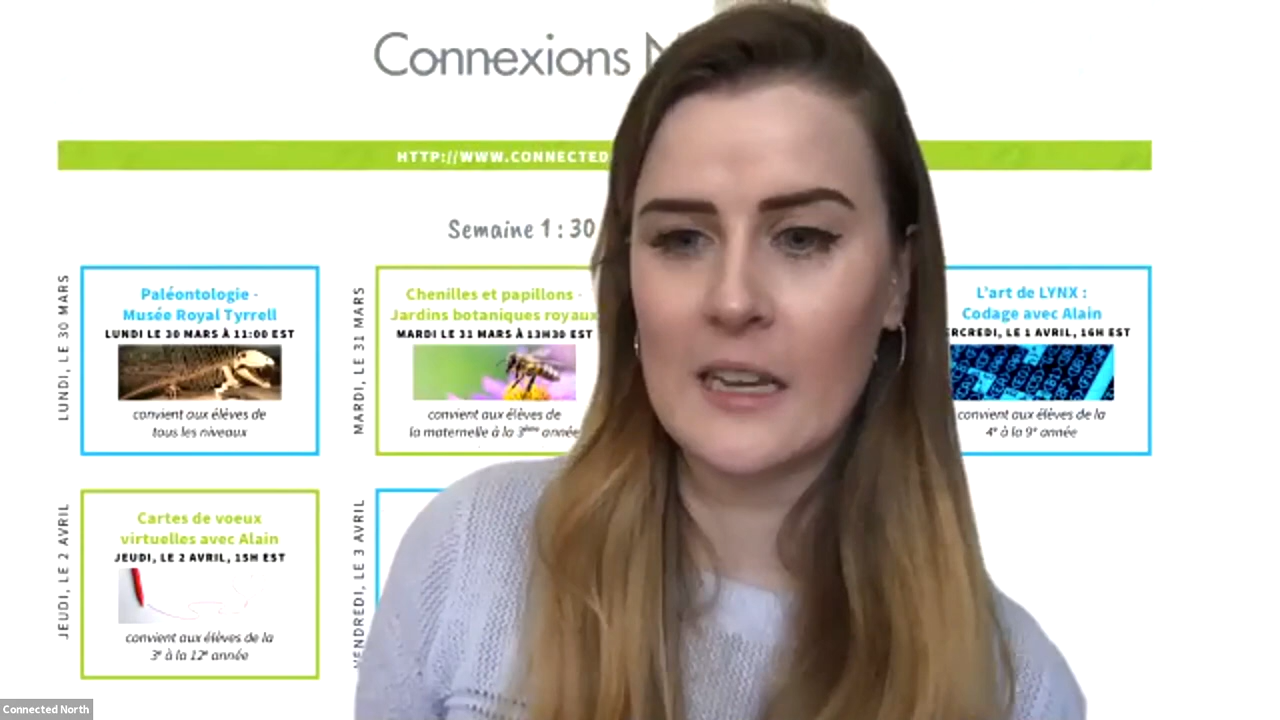 Connexions
HTTP://WWW.CONNECTED
Semaine 1 : 30
LUNDI, LE 30 MARS
Paléontologie -
Musée Royal Tyrrell
LUNDI LE 30 MARS À 11:00 EST
convient aux élèves de
tous les niveaux
MARDI, LE 31 MARS
Chenilles et papillons -
Jardins botaniques royaux
MARDI LE 31 MARS À 13H30 EST
convient aux élèves de
la maternelle à la 3ème année
L'art de LYNX :
Codage avec Alain
MERCREDI, LE 1 AVRIL, 16H EST
convient aux élèves de la
4e à la 9e année
JEUDI, LE 2 AVRIL
Cartes de voeux
virtuelles avec Alain
JEUDI, LE 2 AVRIL, 15H EST
convient aux élèves de la
3e à la 12e année
VENDREDI, LE 3 AVRIL
Connected North